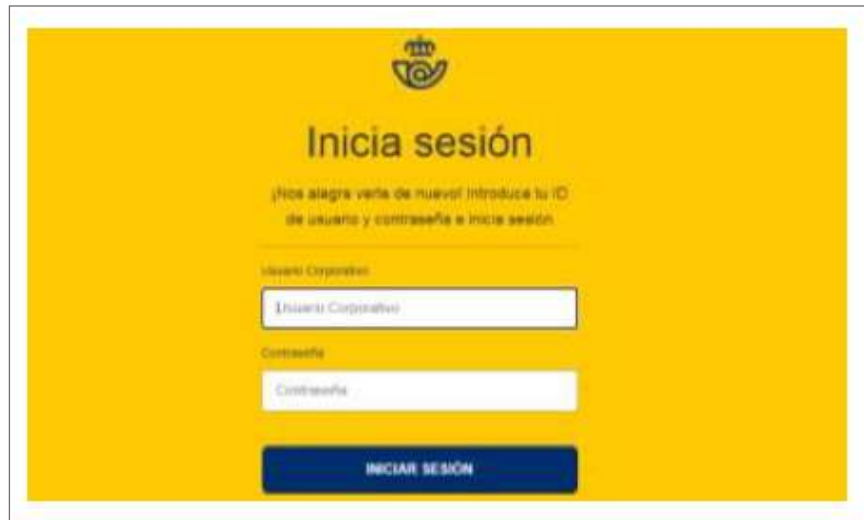 Inicia sesión
¡Nos alegra verte de nuevo! Introduce tu ID
de usuario y contraseña e inicia sesión
Usuario Corporativo
Usuario Corporativo
Contraseña
Contraseña
INICIAR SESIÓN